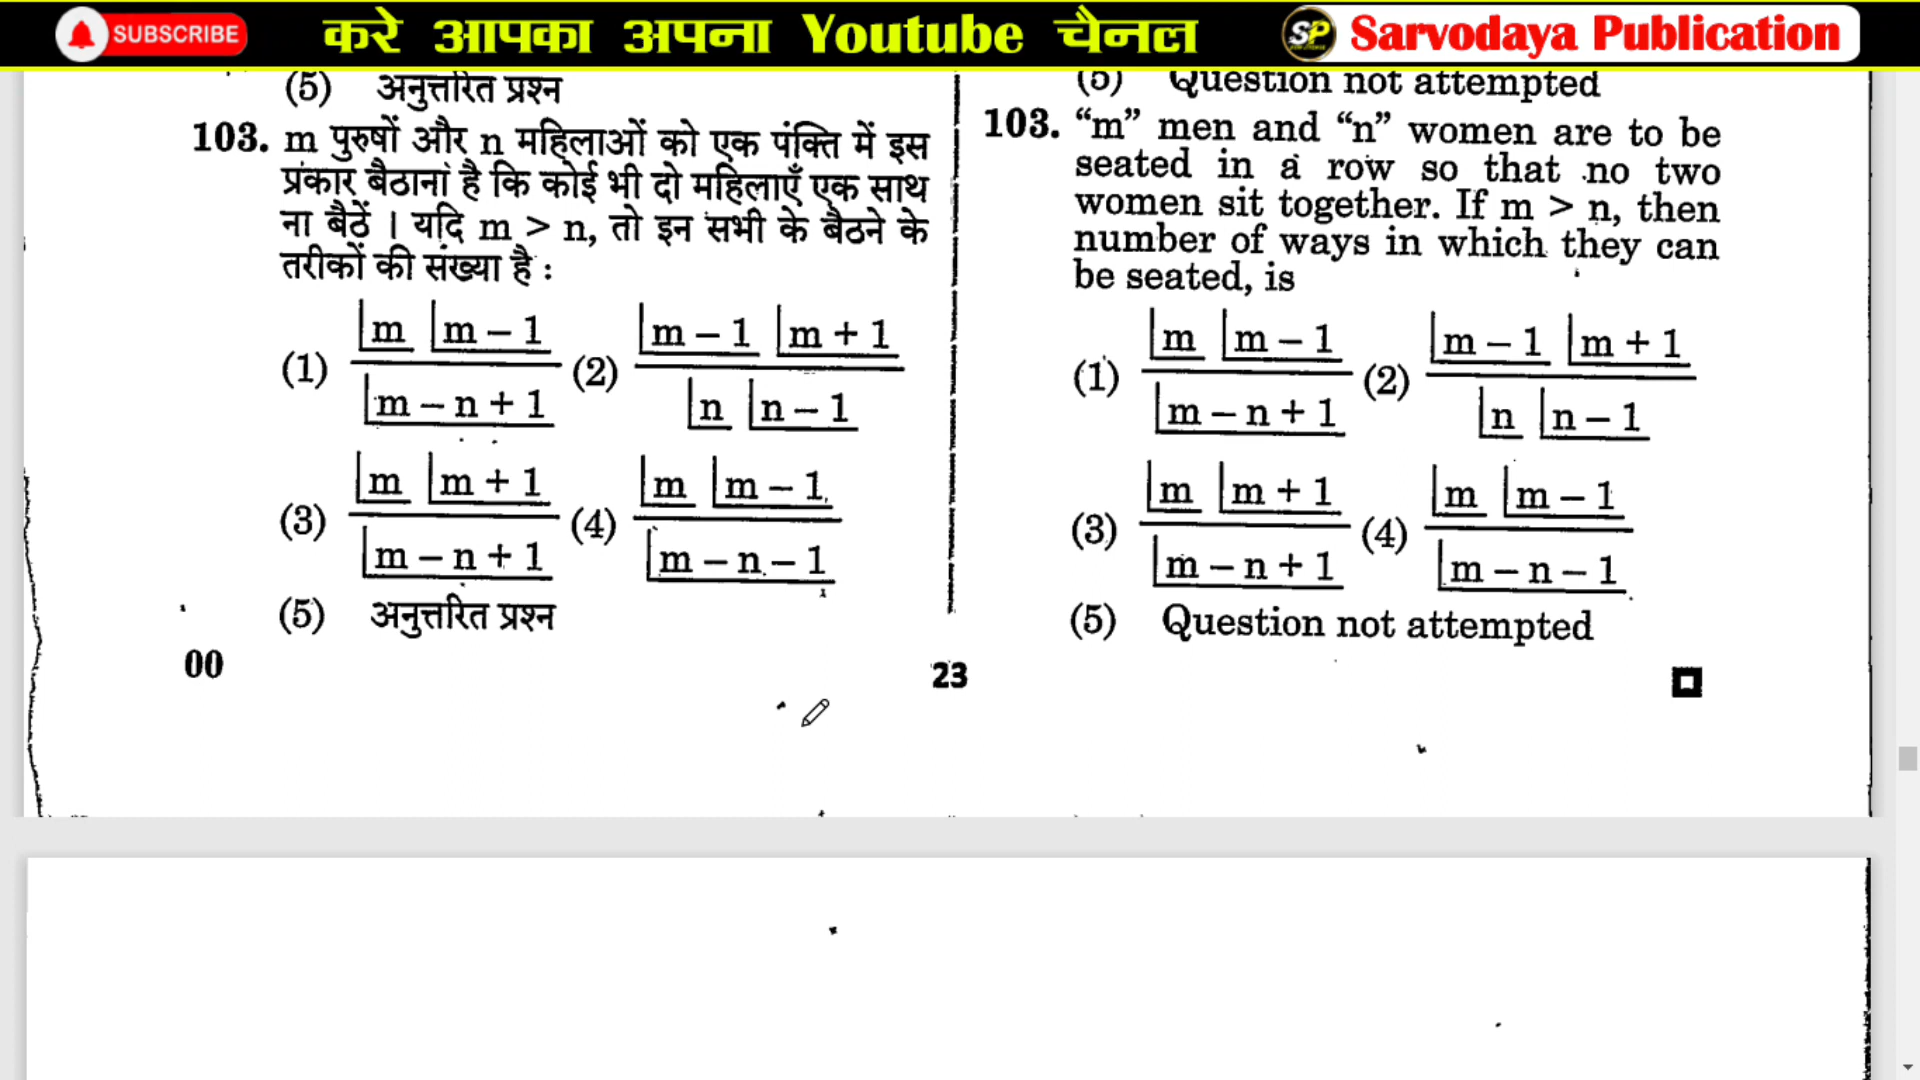 SUBSCRIBE करे आपका अपना Youtube चैनल SP Sarvodaya Publication
(5) अनुत्तरित प्रश्न
103. m पुरुषों और n महिलाओं को एक पंक्ति में इस
प्रकार बैठाना है कि कोई भी दो महिलाएँ एक साथ
ना बैठें । यदि m > n, तो इन सभी के बैठने के
तरीकों की संख्या है :
(1) |m |m – 1 / |m – n + 1 (2) |m – 1 |m + 1 / |n |n – 1
(3) |m |m + 1 / |m – n + 1 (4) |m |m – 1 / |m – n – 1
(5) अनुत्तरित प्रश्न
00
(5) Question not attempted
103. “m” men and “n” women are to be
seated in a row so that no two
women sit together. If m > n, then
number of ways in which they can
be seated, is
(1) |m |m – 1 / |m – n + 1 (2) |m – 1 |m + 1 / |n |n – 1
(3) |m |m + 1 / |m – n + 1 (4) |m |m – 1 / |m – n – 1
(5) Question not attempted
23